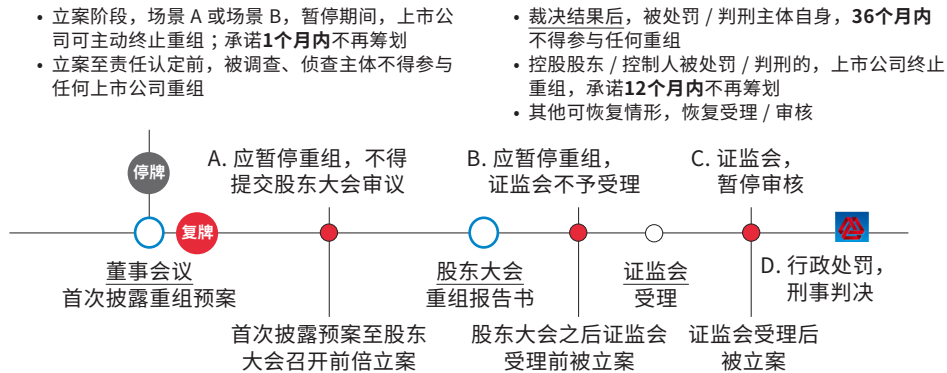 • 立案阶段，场景 A 或场景 B，暂停期间，上市公
司可主动终止重组；承诺1个月内不再筹划
• 立案至责任认定前，被调查、侦查主体不得参与
任何上市公司重组
• 裁决结果后，被处罚 / 判刑主体自身，36个月内
不得参与任何重组
• 控股股东 / 控制人被处罚 / 判刑的，上市公司终止
重组，承诺12个月内不再筹划
• 其他可恢复情形，恢复受理 / 审核
停牌
A. 应暂停重组，不得
提交股东大会审议
B. 应暂停重组，
证监会不予受理
C. 证监会，
暂停审核
复牌
董事会议
首次披露重组预案
股东大会
重组报告书
证监会
受理
D. 行政处罚，
刑事判决
首次披露预案至股东
大会召开前倍立案
股东大会之后证监会
受理前被立案
证监会受理后
被立案